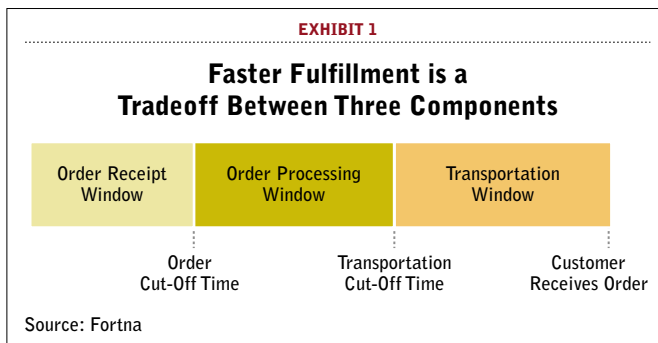 EXHIBIT 1
Faster Fulfillment is a
Tradeoff Between Three Components
Order Receipt
Window
Order Processing
Window
Transportation
Window
Order
Cut-Off Time
Transportation
Cut-Off Time
Customer
Receives Order
Source: Fortna